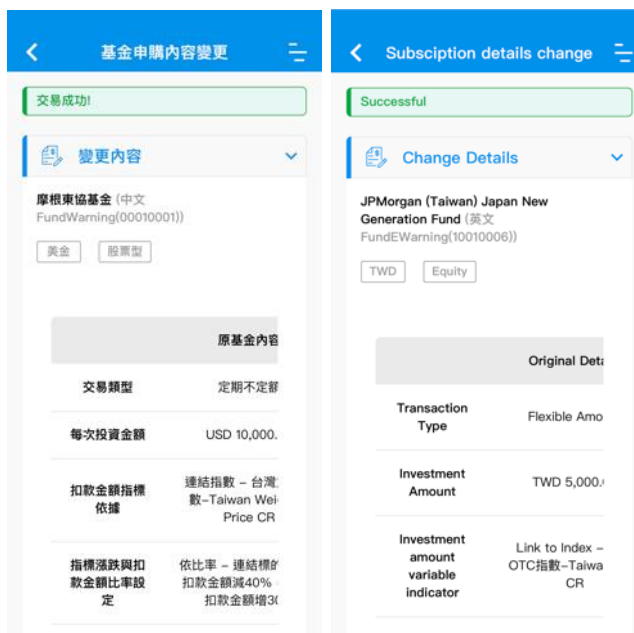 基金申購內容變更
交易成功!
變更內容
摩根東協基金 (中文
FundWarning(00010001))
美金
股票型
原基金內容
交易類型
定期不定額
每次投資金額
USD 10,000.
扣款金額指標
依據
連結指數 – 台灣
數–Taiwan Wei
Price CR
指標漲跌與扣
款金額比率設
定
依比率 – 連結標的
扣款金額減40%
扣款金額增30
Subsciption details change
Successful
Change Details
JPMorgan (Taiwan) Japan New
Generation Fund (英文
FundEWarning(10010006))
TWD
Equity
Original Deta
Transaction
Type
Flexible Amo
Investment
Amount
TWD 5,000.
Investment
amount
variable
indicator
Link to Index –
OTC指數–Taiwa
CR